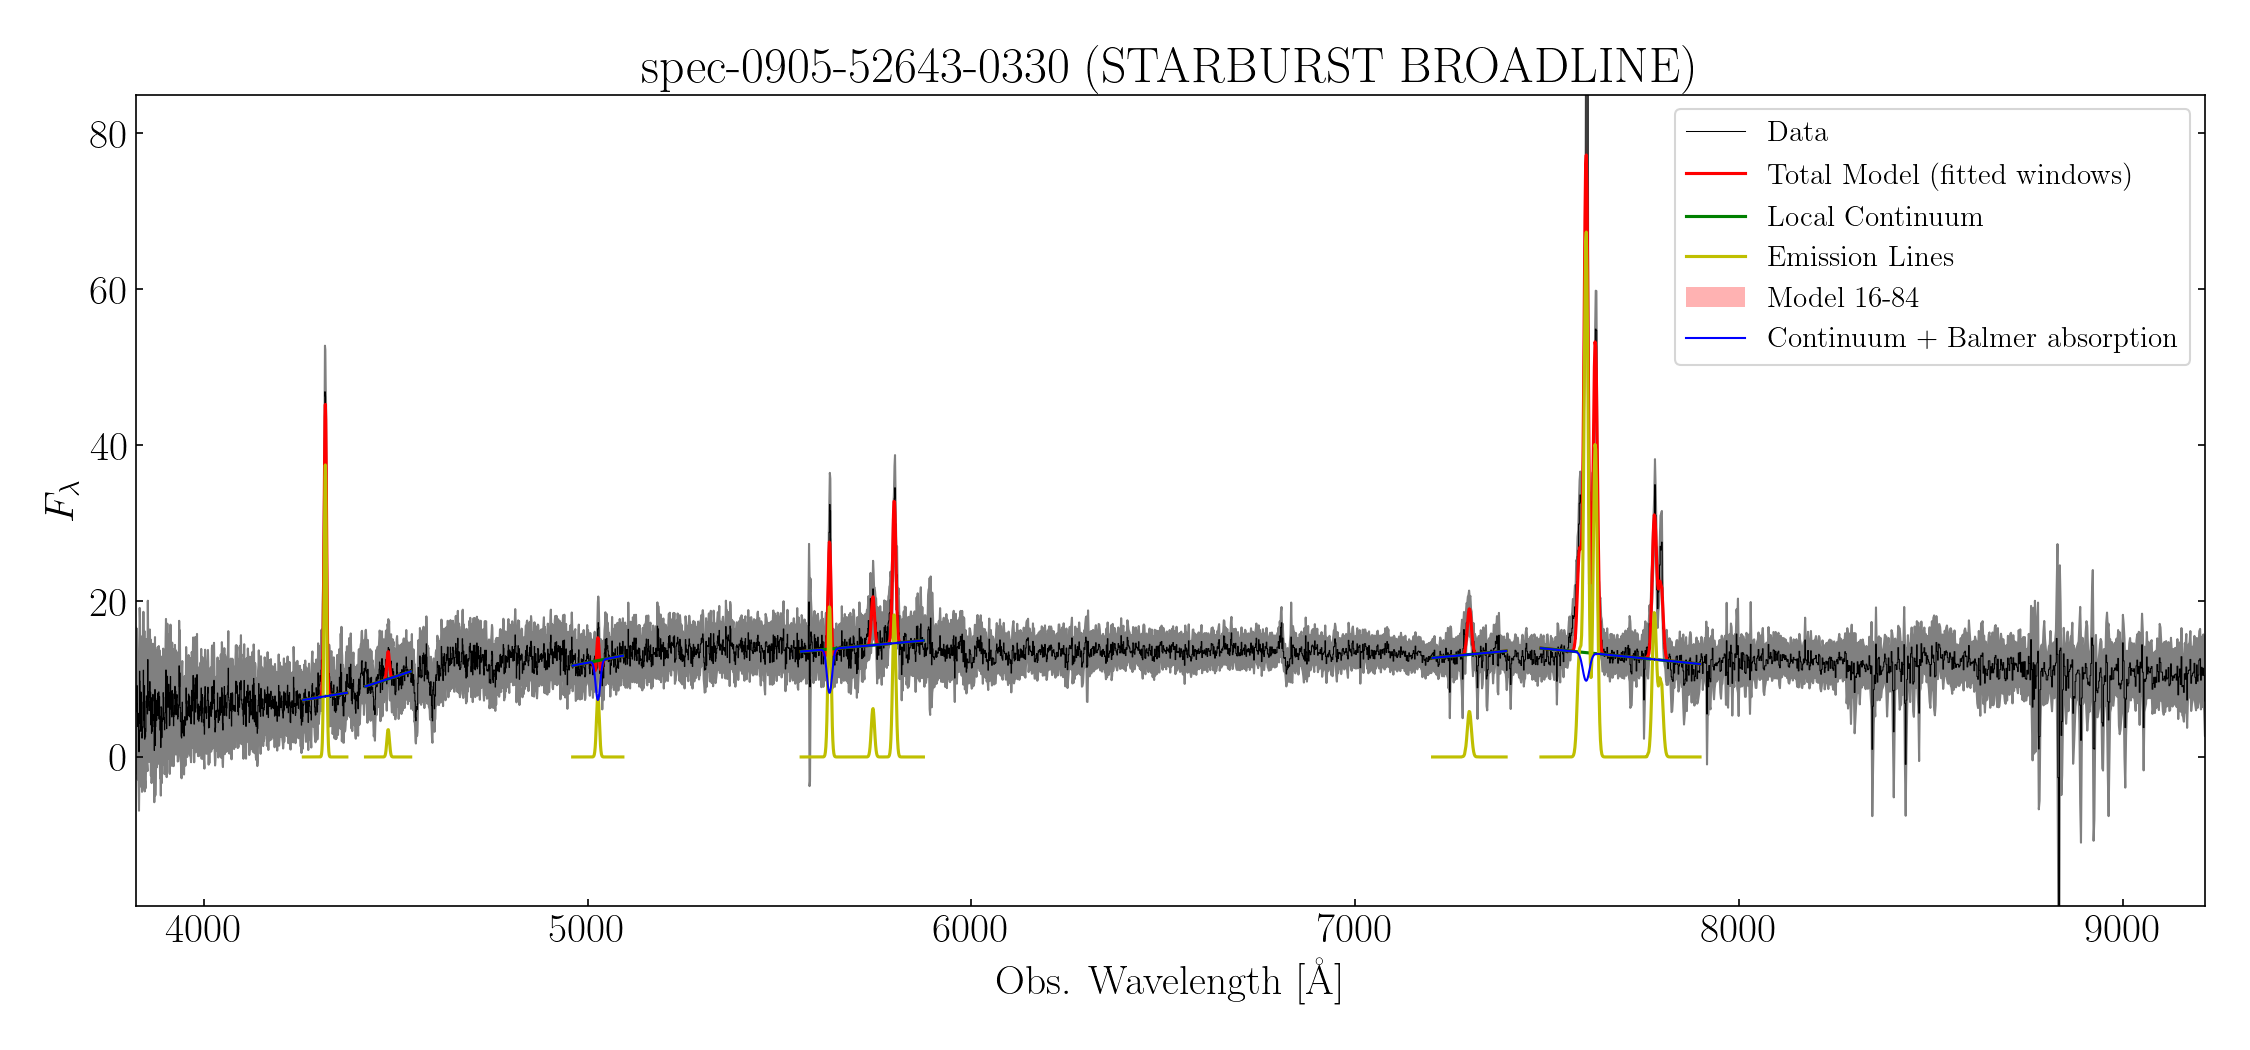 spec-0905-52643-0330 (STARBURST BROADLINE)
Data
Total Model (fitted windows)
Local Continuum
Emission Lines
Model 16-84
Continuum + Balmer absorption
80
60
40
20
0
Fλ
4000 5000 6000 7000 8000 9000
Obs. Wavelength [Å]